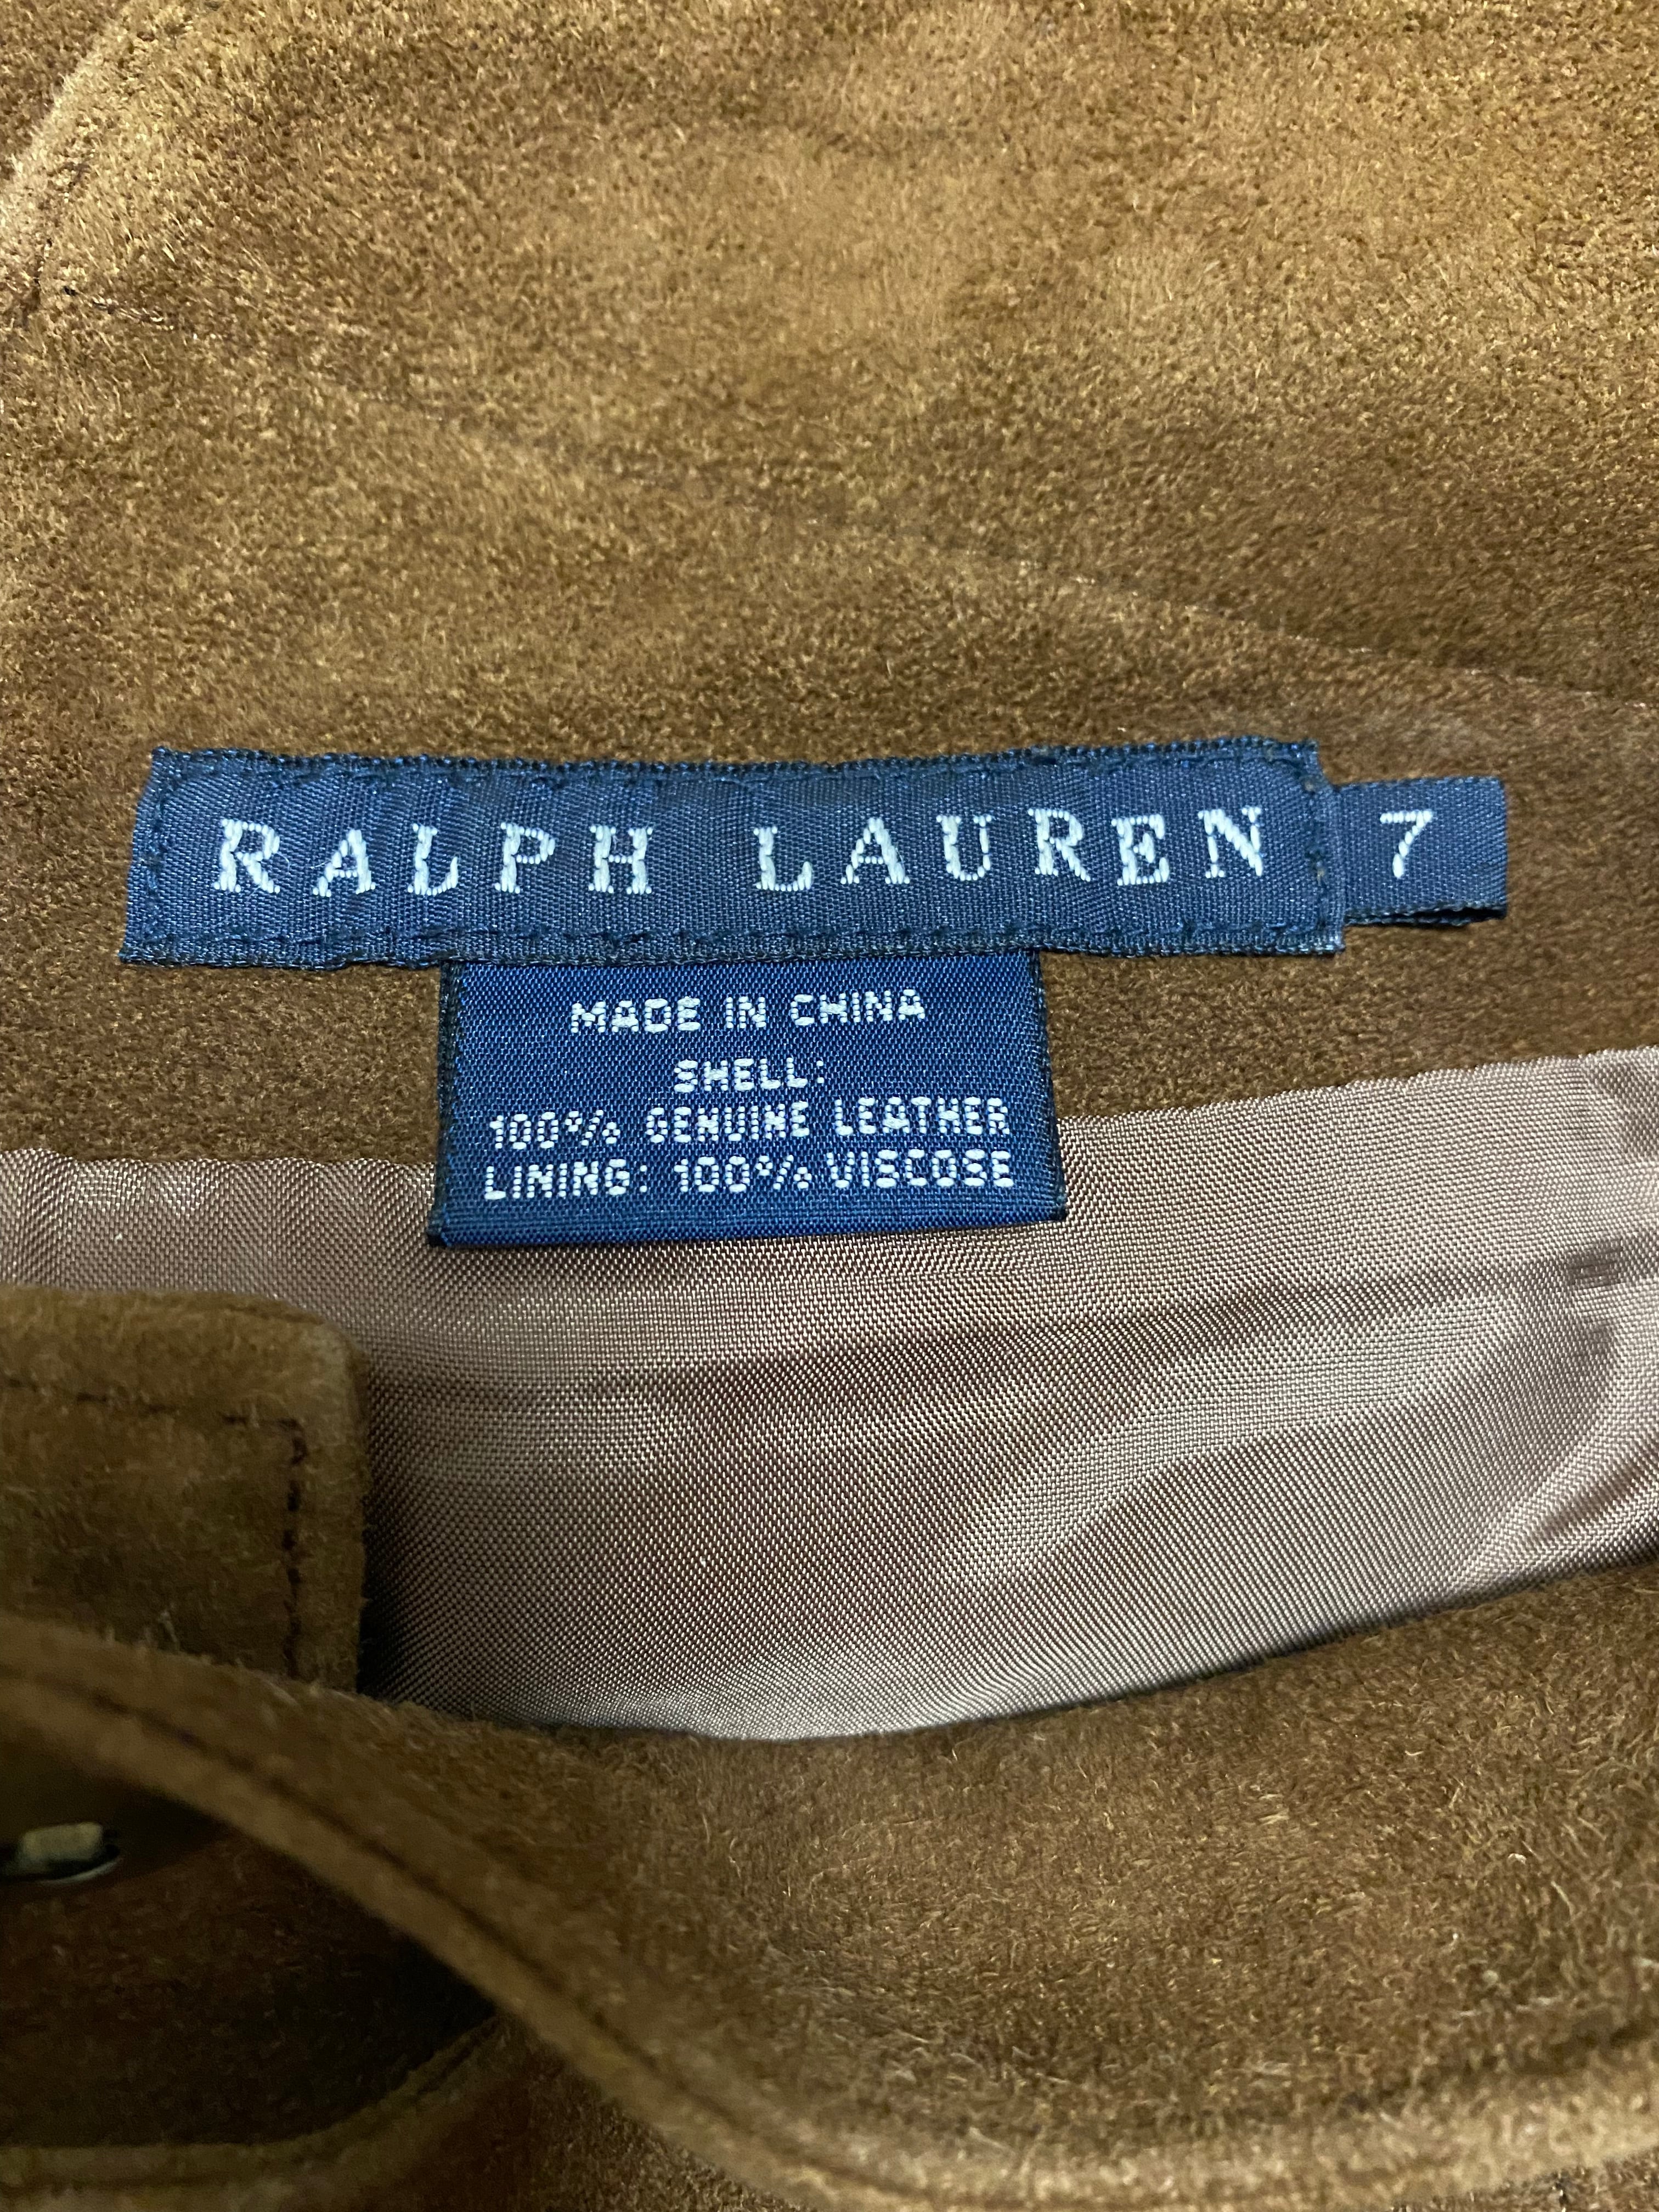 RALPH LAUREN 7
MADE IN CHINA
SHELL:
100% GENUINE LEATHER
LINING: 100% VISCOSE